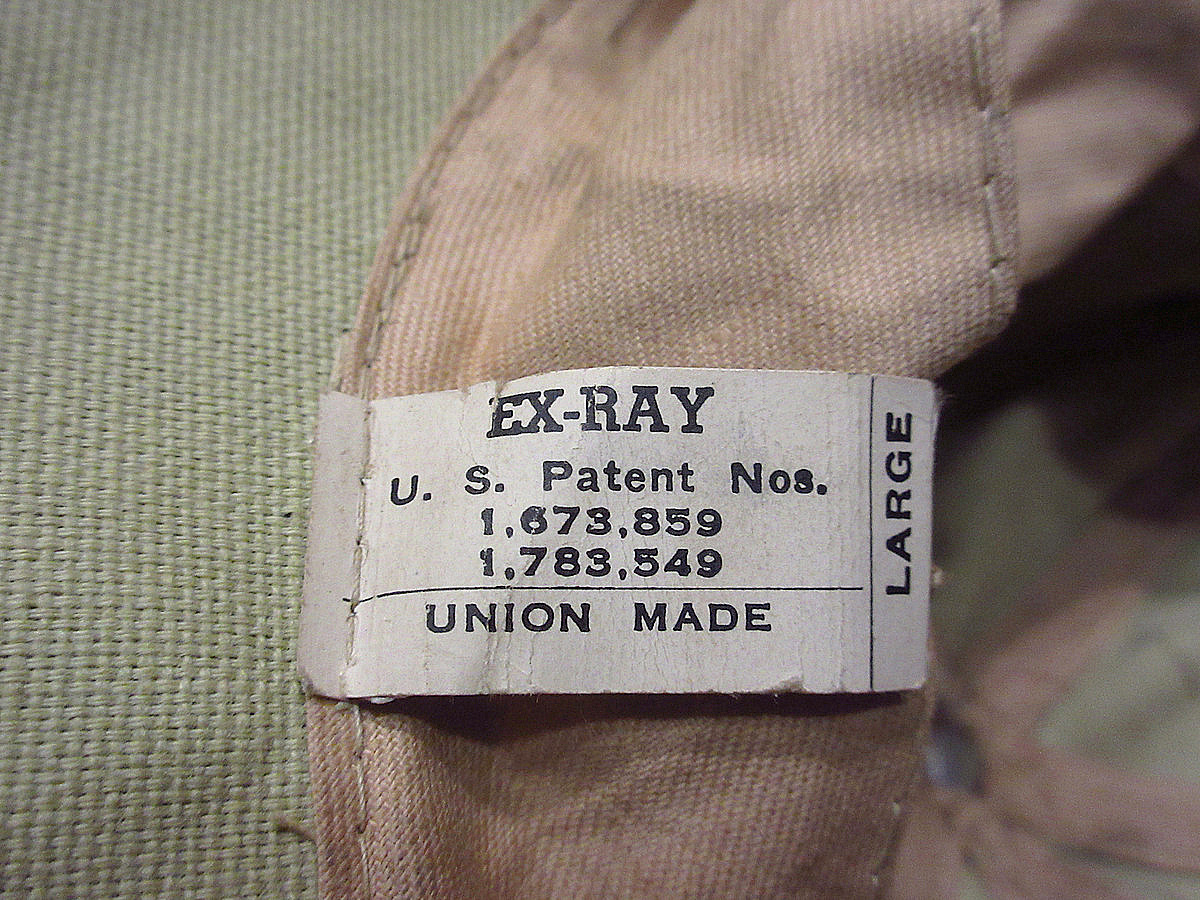 EX-RAY
U. S. Patent Nos.
1,673,859
1,783,549
UNION MADE
LARGE